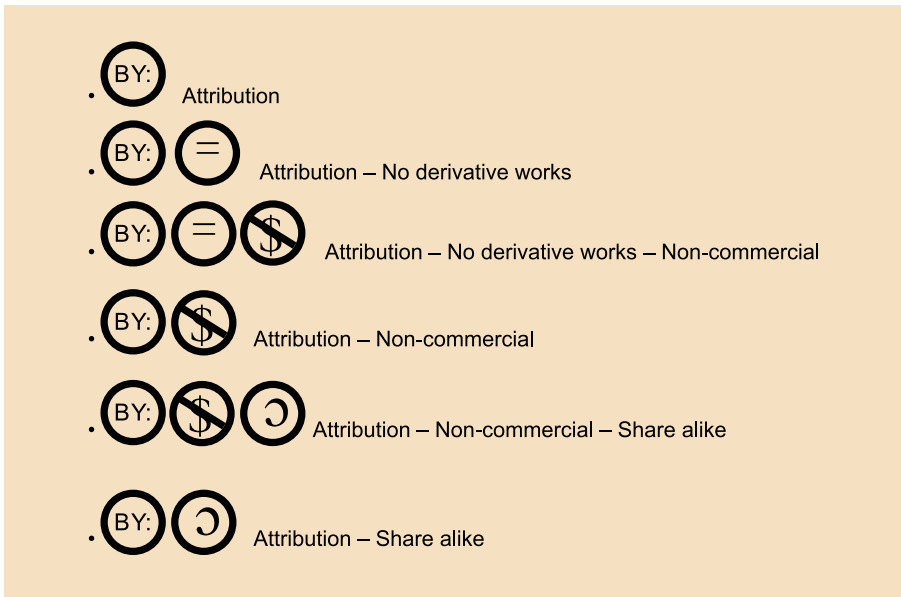 • BY: Attribution
• BY: = Attribution – No derivative works
• BY: = $ Attribution – No derivative works – Non-commercial
• BY: $ Attribution – Non-commercial
• BY: $ ɔ Attribution – Non-commercial – Share alike
• BY: ɔ Attribution – Share alike